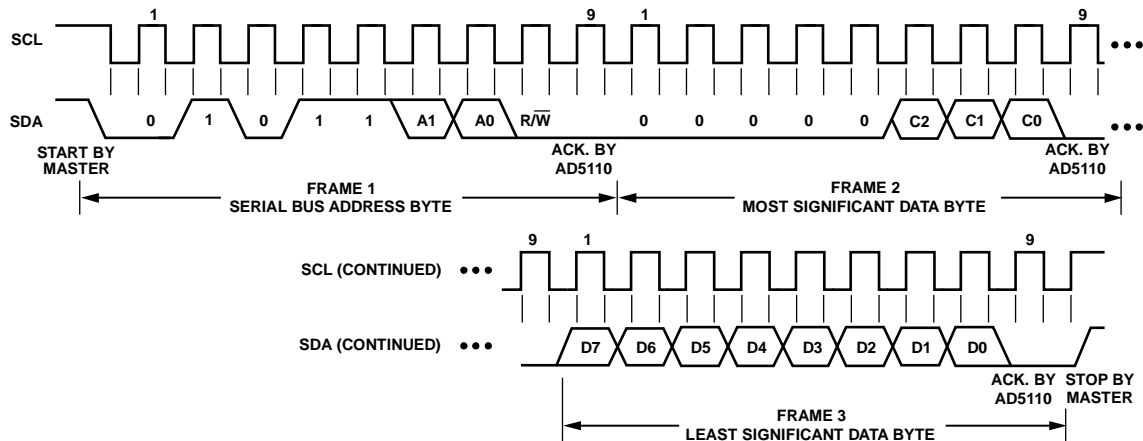 1 9 1 9
SCL
SDA 0 1 0 1 1 A1 A0 R/W̅ 0 0 0 0 0 C2 C1 C0
START BY
MASTER
ACK. BY
AD5110
ACK. BY
AD5110
FRAME 1
SERIAL BUS ADDRESS BYTE
FRAME 2
MOST SIGNIFICANT DATA BYTE
9 1 9
SCL (CONTINUED)
SDA (CONTINUED) D7 D6 D5 D4 D3 D2 D1 D0
ACK. BY
AD5110
STOP BY
MASTER
FRAME 3
LEAST SIGNIFICANT DATA BYTE